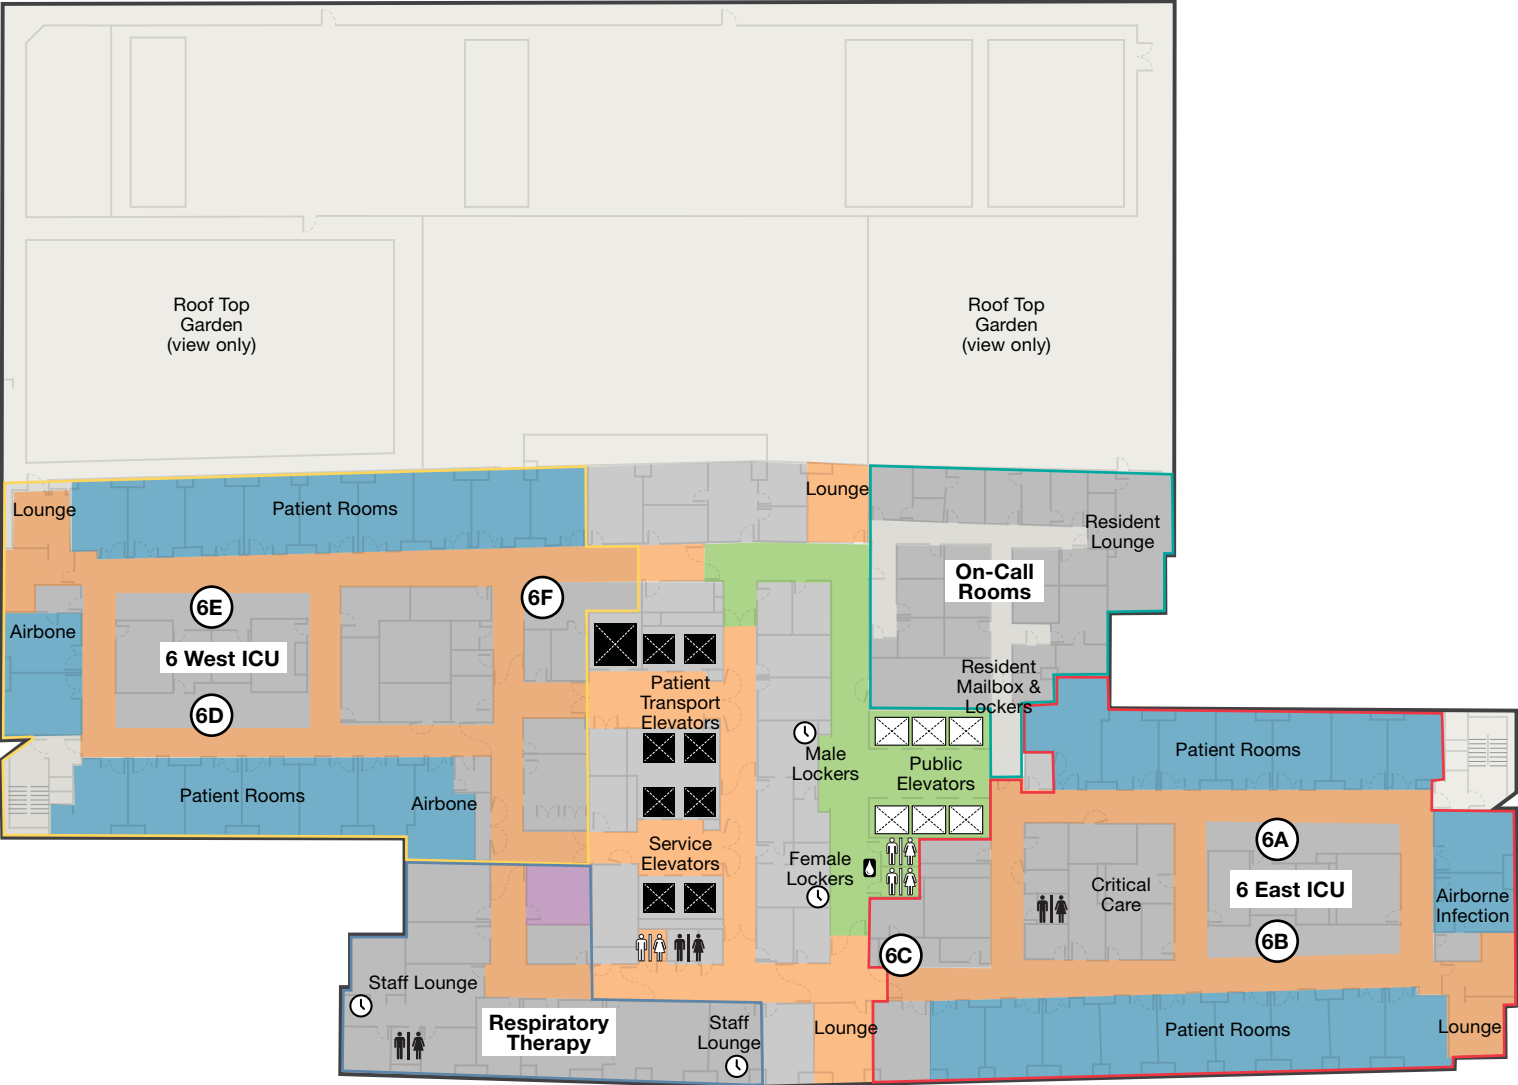 Roof Top
Garden
(view only)
Roof Top
Garden
(view only)
Lounge
Patient Rooms
Lounge
Resident
Lounge
On-Call
Rooms
6E
6F
Airbone
6 West ICU
6D
Patient
Transport
Elevators
Resident
Mailbox &
Lockers
Male
Lockers
Public
Elevators
Patient Rooms
Patient Rooms
Airbone
Service
Elevators
Female
Lockers
6A
Critical
Care
6 East ICU
Airborne
Infection
6B
6C
Staff Lounge
Respiratory
Therapy
Staff
Lounge
Lounge
Patient Rooms
Lounge